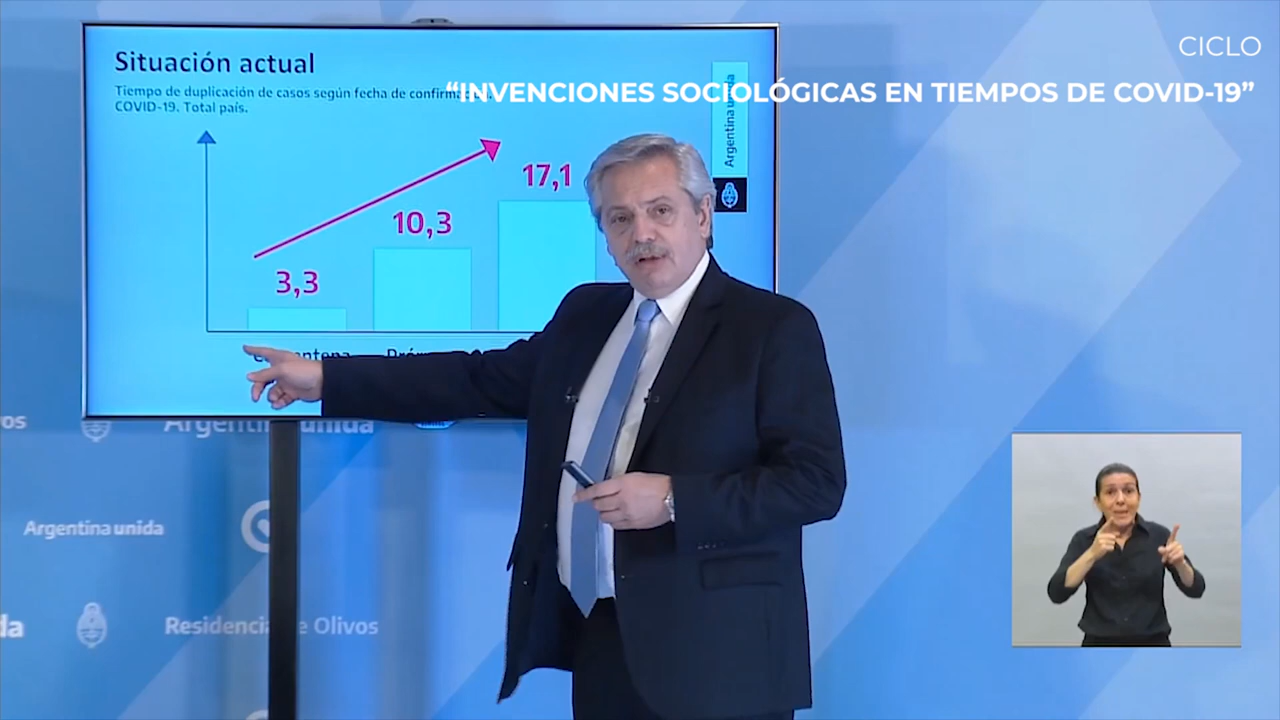 CICLO
“INVENCIONES SOCIOLÓGICAS EN TIEMPOS DE COVID-19”
Situación actual
Tiempo de duplicación de casos según fecha de
COVID-19. Total país.
Argentina unida
17,1
10,3
3,3
Argentina unida
Argentina unida
Residencia de Olivos